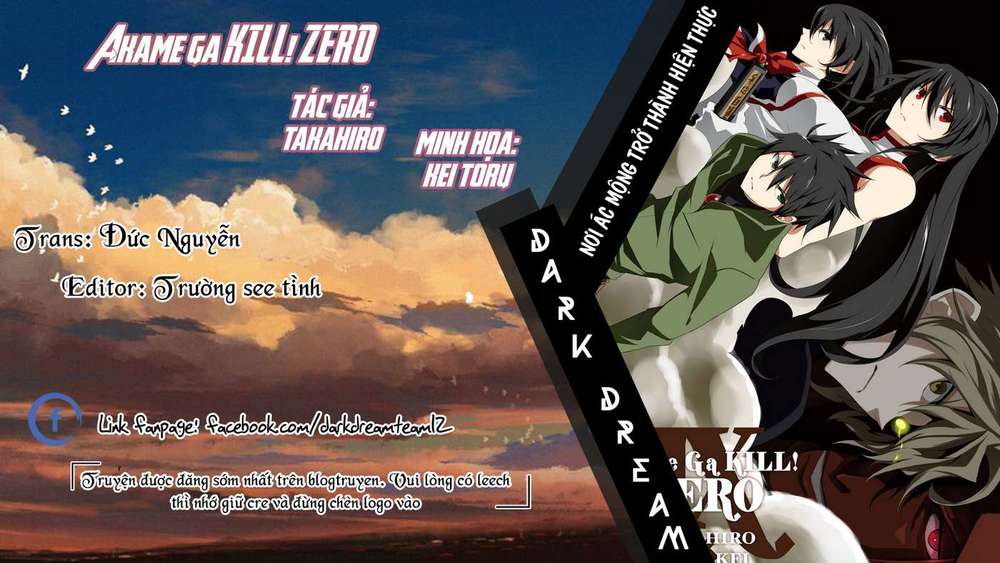 AKAME GA KILL! ZERO
TÁC GIẢ:
TAKAHIRO
MINH HỌA:
KEI TORU
Trans: Đức Nguyễn
Editor: Trường see tình
Link fanpage: facebook.com/darkdreamteam12
Truyện được đăng sớm nhất trên blogtruyen. Vui lòng có leech
thì nhớ giữ cre và đừng chèn logo vào
DARK DREAM
NƠI ÁC MỘNG TRỞ THÀNH HIỆN THỰC
e Ga KILL!
ERO
HIRO
KEI